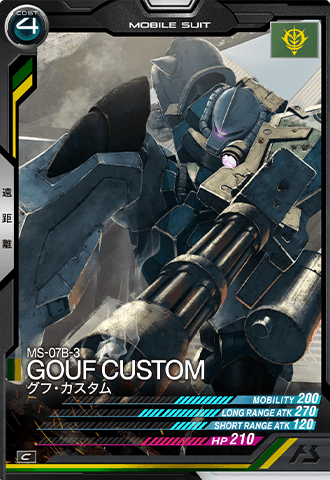 COST
4
MOBILE SUIT
遠距離
MS-07B-3
GOUF CUSTOM
グフ・カスタム
MOBILITY 200
LONG RANGE ATK 270
SHORT RANGE ATK 120
HP 210
C